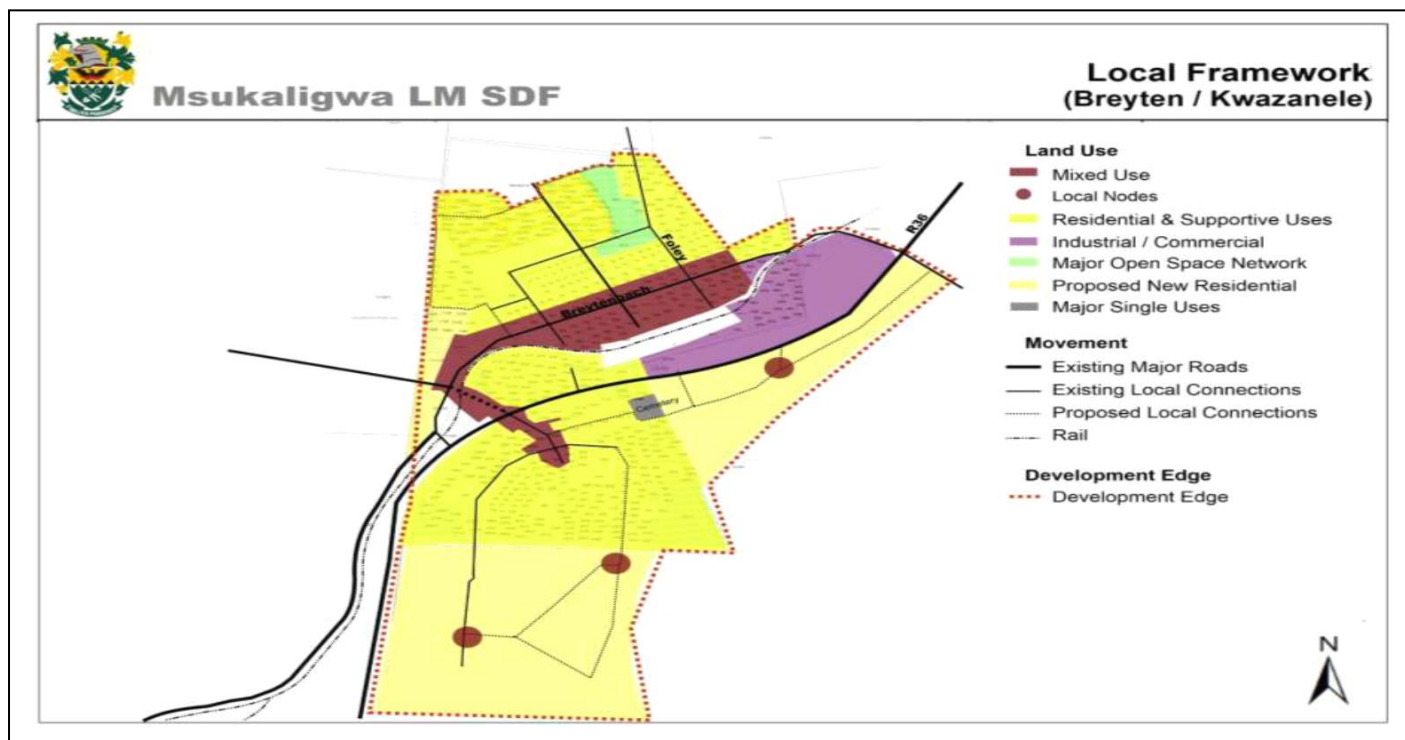 Msukaligwa LM SDF
Local Framework
(Breyten / Kwazanele)
Land Use
Mixed Use
Local Nodes
Residential & Supportive Uses
Industrial / Commercial
Major Open Space Network
Proposed New Residential
Major Single Uses
Movement
Existing Major Roads
Existing Local Connections
Proposed Local Connections
Rail
Development Edge
Development Edge
R36
Foley
Breytenbach
Cemetery
N